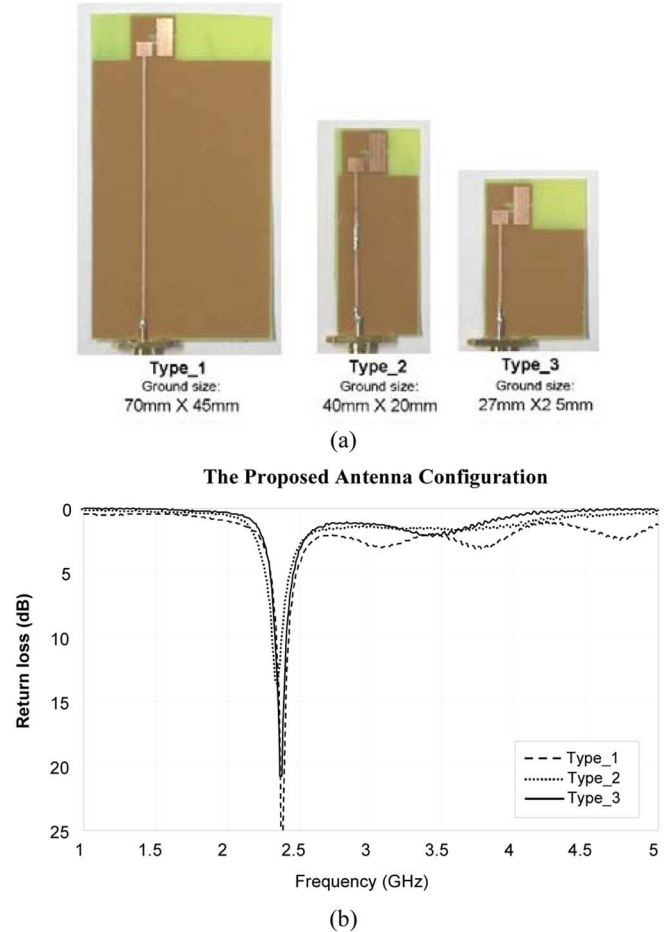 Type_1
Ground size:
70mm X 45mm
Type_2
Ground size:
40mm X 20mm
Type_3
Ground size:
27mm X2 5mm
(a)
The Proposed Antenna Configuration
0
5
10
15
20
25
Return loss (dB)
Type_1
Type_2
Type_3
1
1.5
2
2.5
3
3.5
4
4.5
5
Frequency (GHz)
(b)